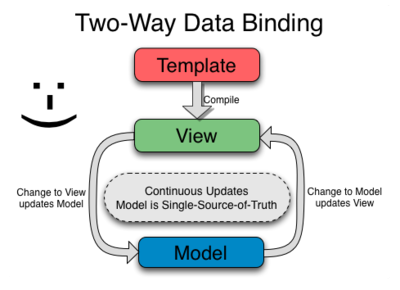 Two-Way Data Binding
Template
Compile
View
Change to View
updates Model
Continuous Updates
Model is Single-Source-of-Truth
Change to Model
updates View
Model